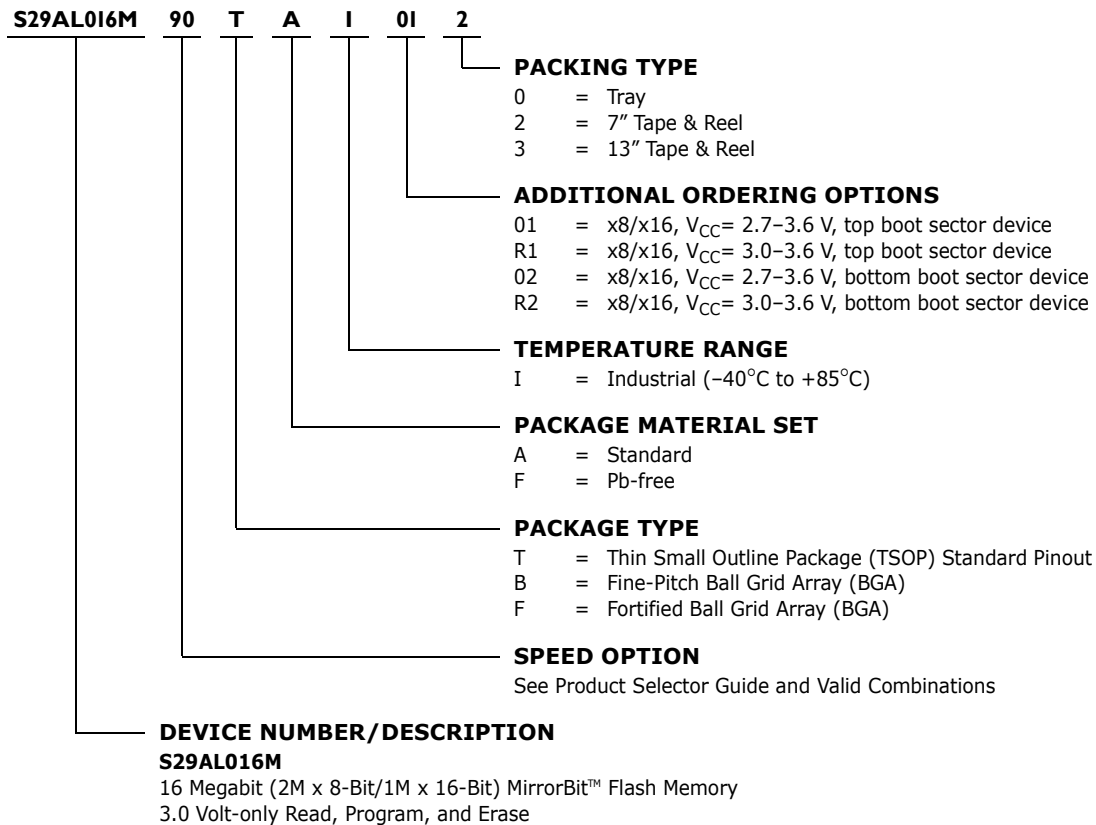 S29AL016M 90 T A I 01 2
PACKING TYPE
0 = Tray
2 = 7″ Tape & Reel
3 = 13″ Tape & Reel
ADDITIONAL ORDERING OPTIONS
01 = x8/x16, VCC= 2.7–3.6 V, top boot sector device
R1 = x8/x16, VCC= 3.0–3.6 V, top boot sector device
02 = x8/x16, VCC= 2.7–3.6 V, bottom boot sector device
R2 = x8/x16, VCC= 3.0–3.6 V, bottom boot sector device
TEMPERATURE RANGE
I = Industrial (–40°C to +85°C)
PACKAGE MATERIAL SET
A = Standard
F = Pb-free
PACKAGE TYPE
T = Thin Small Outline Package (TSOP) Standard Pinout
B = Fine-Pitch Ball Grid Array (BGA)
F = Fortified Ball Grid Array (BGA)
SPEED OPTION
See Product Selector Guide and Valid Combinations
DEVICE NUMBER/DESCRIPTION
S29AL016M
16 Megabit (2M x 8-Bit/1M x 16-Bit) MirrorBit™ Flash Memory
3.0 Volt-only Read, Program, and Erase